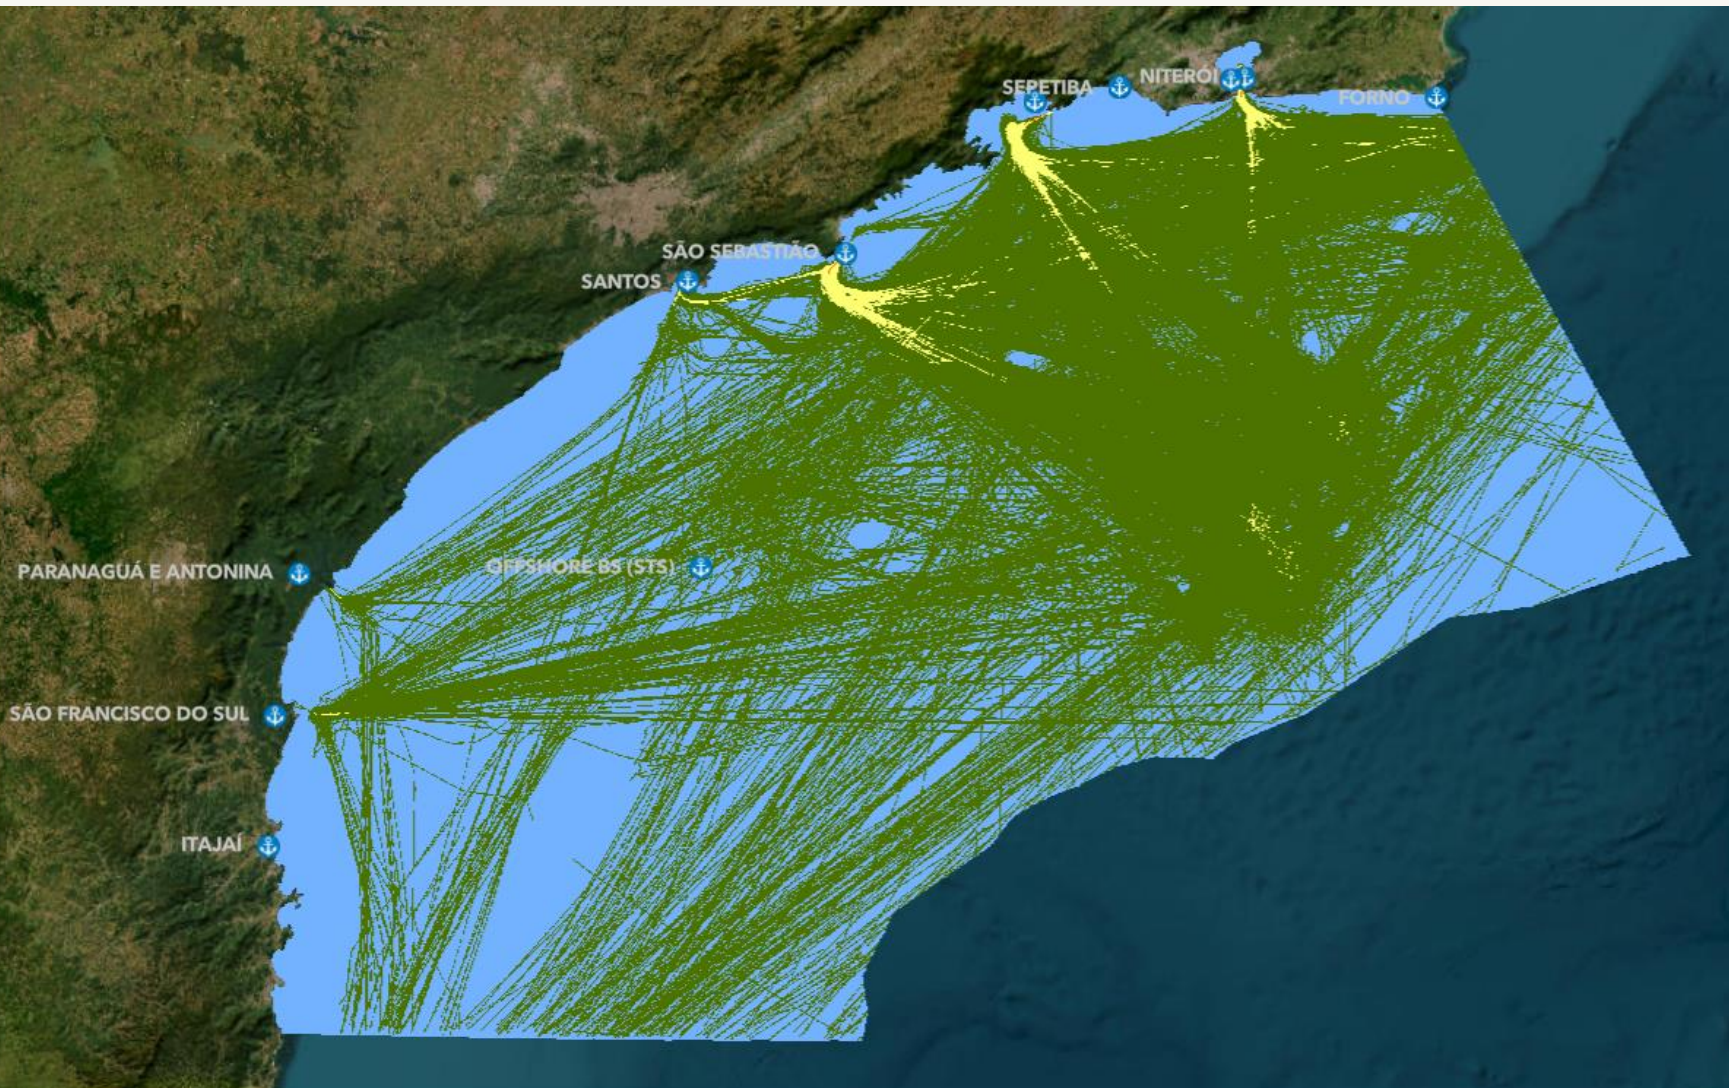 NITERÓI
SEPETIBA
FORNO
SÃO SEBASTIÃO
SANTOS
OFFSHORE BS (STS)
PARANAGUÁ E ANTONINA
SÃO FRANCISCO DO SUL
ITAJAÍ